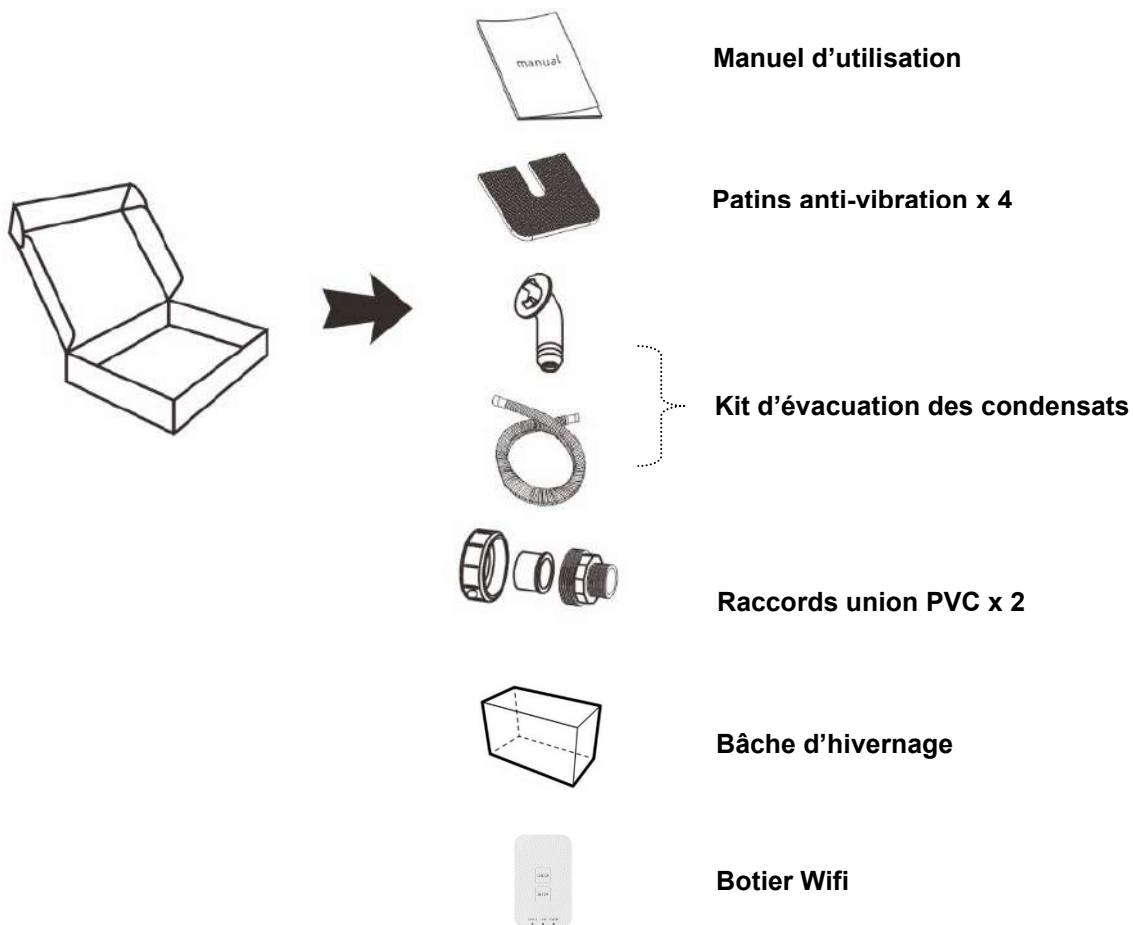 manual
Manuel d’utilisation
Patins anti-vibration x 4
Kit d’évacuation des condensats
Raccords union PVC x 2
Bâche d’hivernage
Botier Wifi